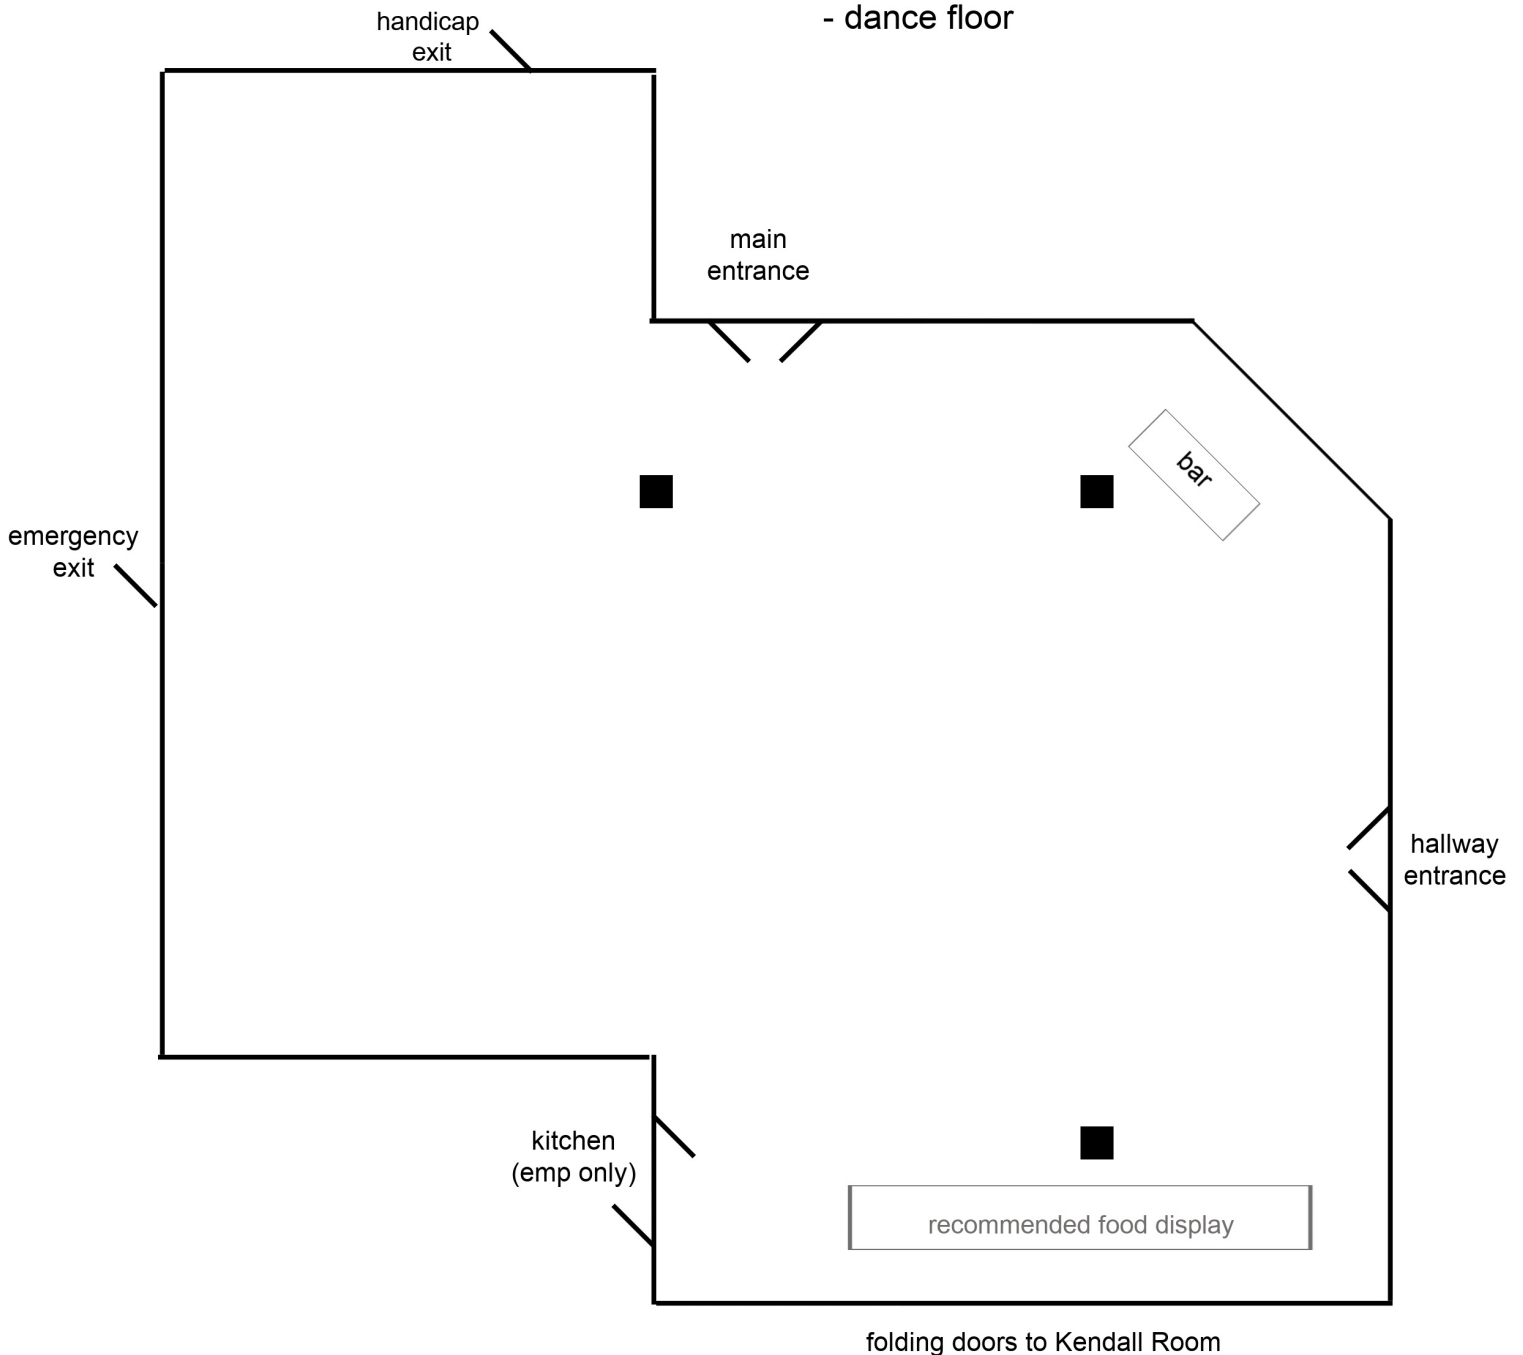 - dance floor
handicap
exit
main
entrance
bar
emergency
exit
hallway
entrance
kitchen
(emp only)
recommended food display
folding doors to Kendall Room